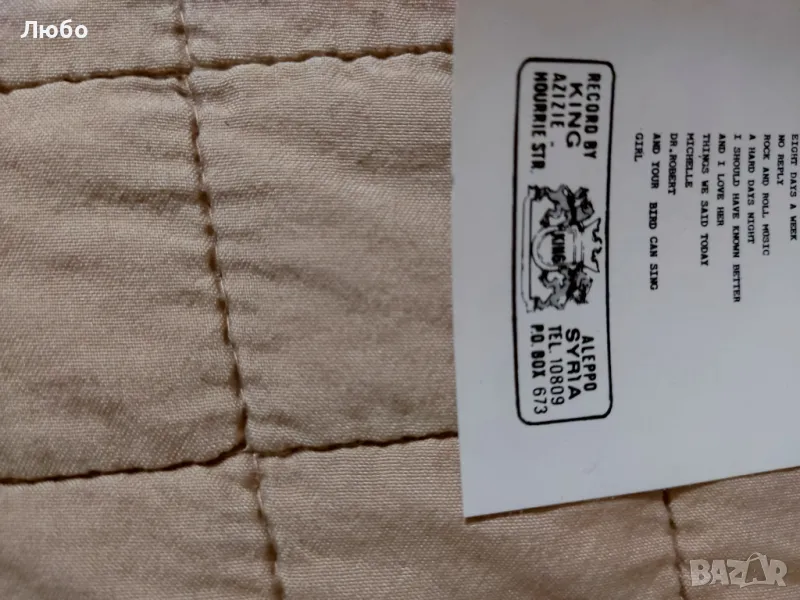 Любо
EIGHT DAYS A WEEK
NO REPLY
ROCK AND ROLL MUSIC
A HARD DAYS NIGHT
I SHOULD HAVE KNOWN BETTER
AND I LOVE HER
THINGS WE SAID TODAY
MICHELLE
DR.ROBERT
AND YOUR BIRD CAN SING
GIRL
RECORD BY
KING
AZIZIE -
HOURRIE STR.
KING
ALEPPO
SYRIA
TEL. 10809
P.O. BOX 673
BAZAR